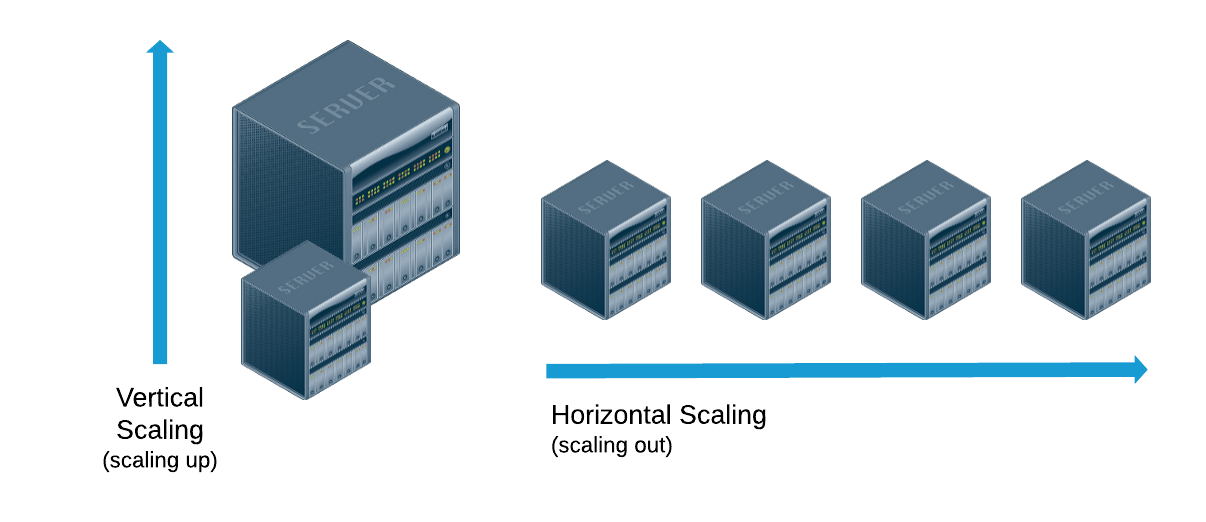 SERVER
SERVER
SERVER
SERVER
SERVER
SERVER
Vertical
Scaling
(scaling up)
Horizontal Scaling
(scaling out)